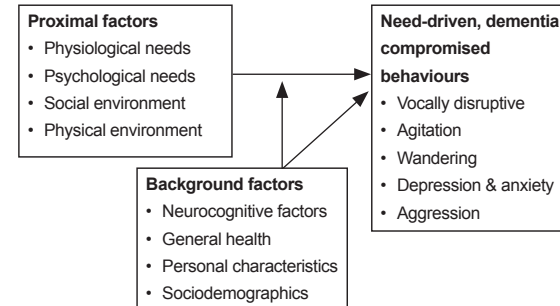 Proximal factors
• Physiological needs
• Psychological needs
• Social environment
• Physical environment
Need-driven, dementia
compromised
behaviours
• Vocally disruptive
• Agitation
• Wandering
• Depression & anxiety
• Aggression
Background factors
• Neurocognitive factors
• General health
• Personal characteristics
• Sociodemographics